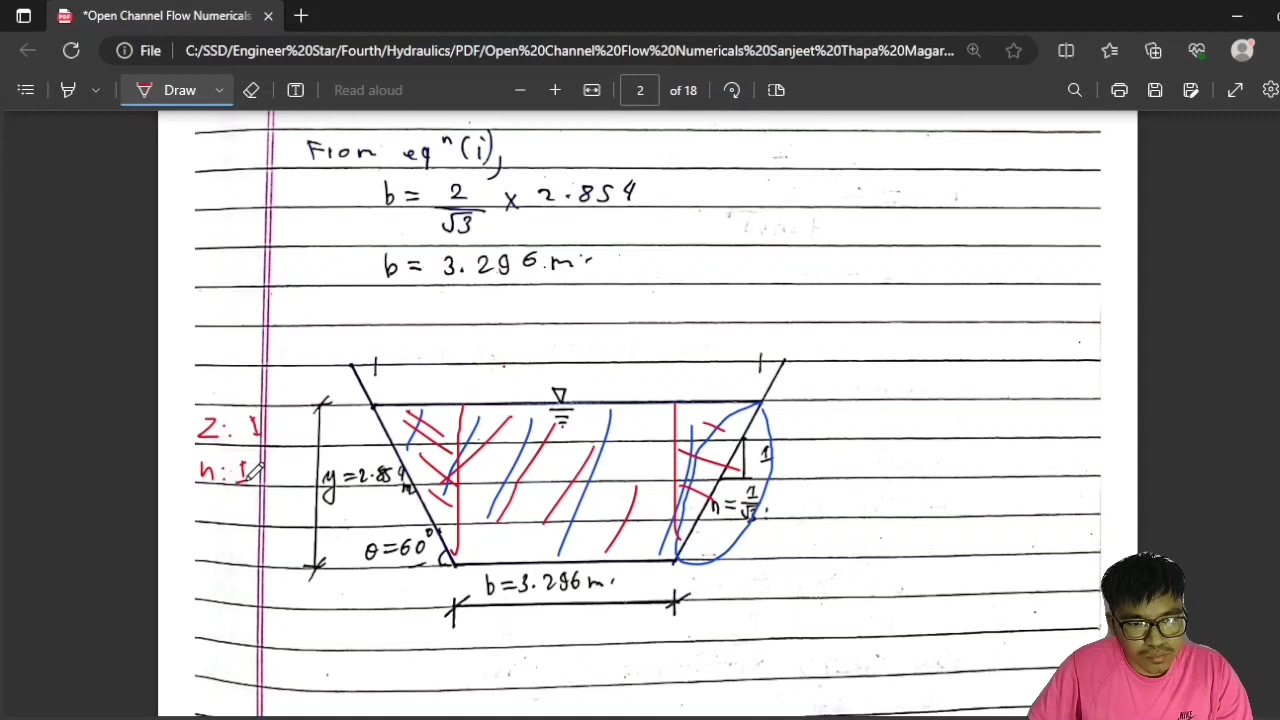 *Open Channel Flow Numericals
File C:/SSD/Engineer%20Star/Fourth/Hydraulics/PDF/Open%20Channel%20Flow%20Numericals%20Sanjeet%20Thapa%20Magar...
Draw Read aloud 2 of 18
From eqⁿ(i),
b = 2/√3 × 2.854
b = 3.296 m.
Z: 1
n: 1
y = 2.854 m
1
n = 1/√3.
θ = 60°
b = 3.296 m.
NIKE